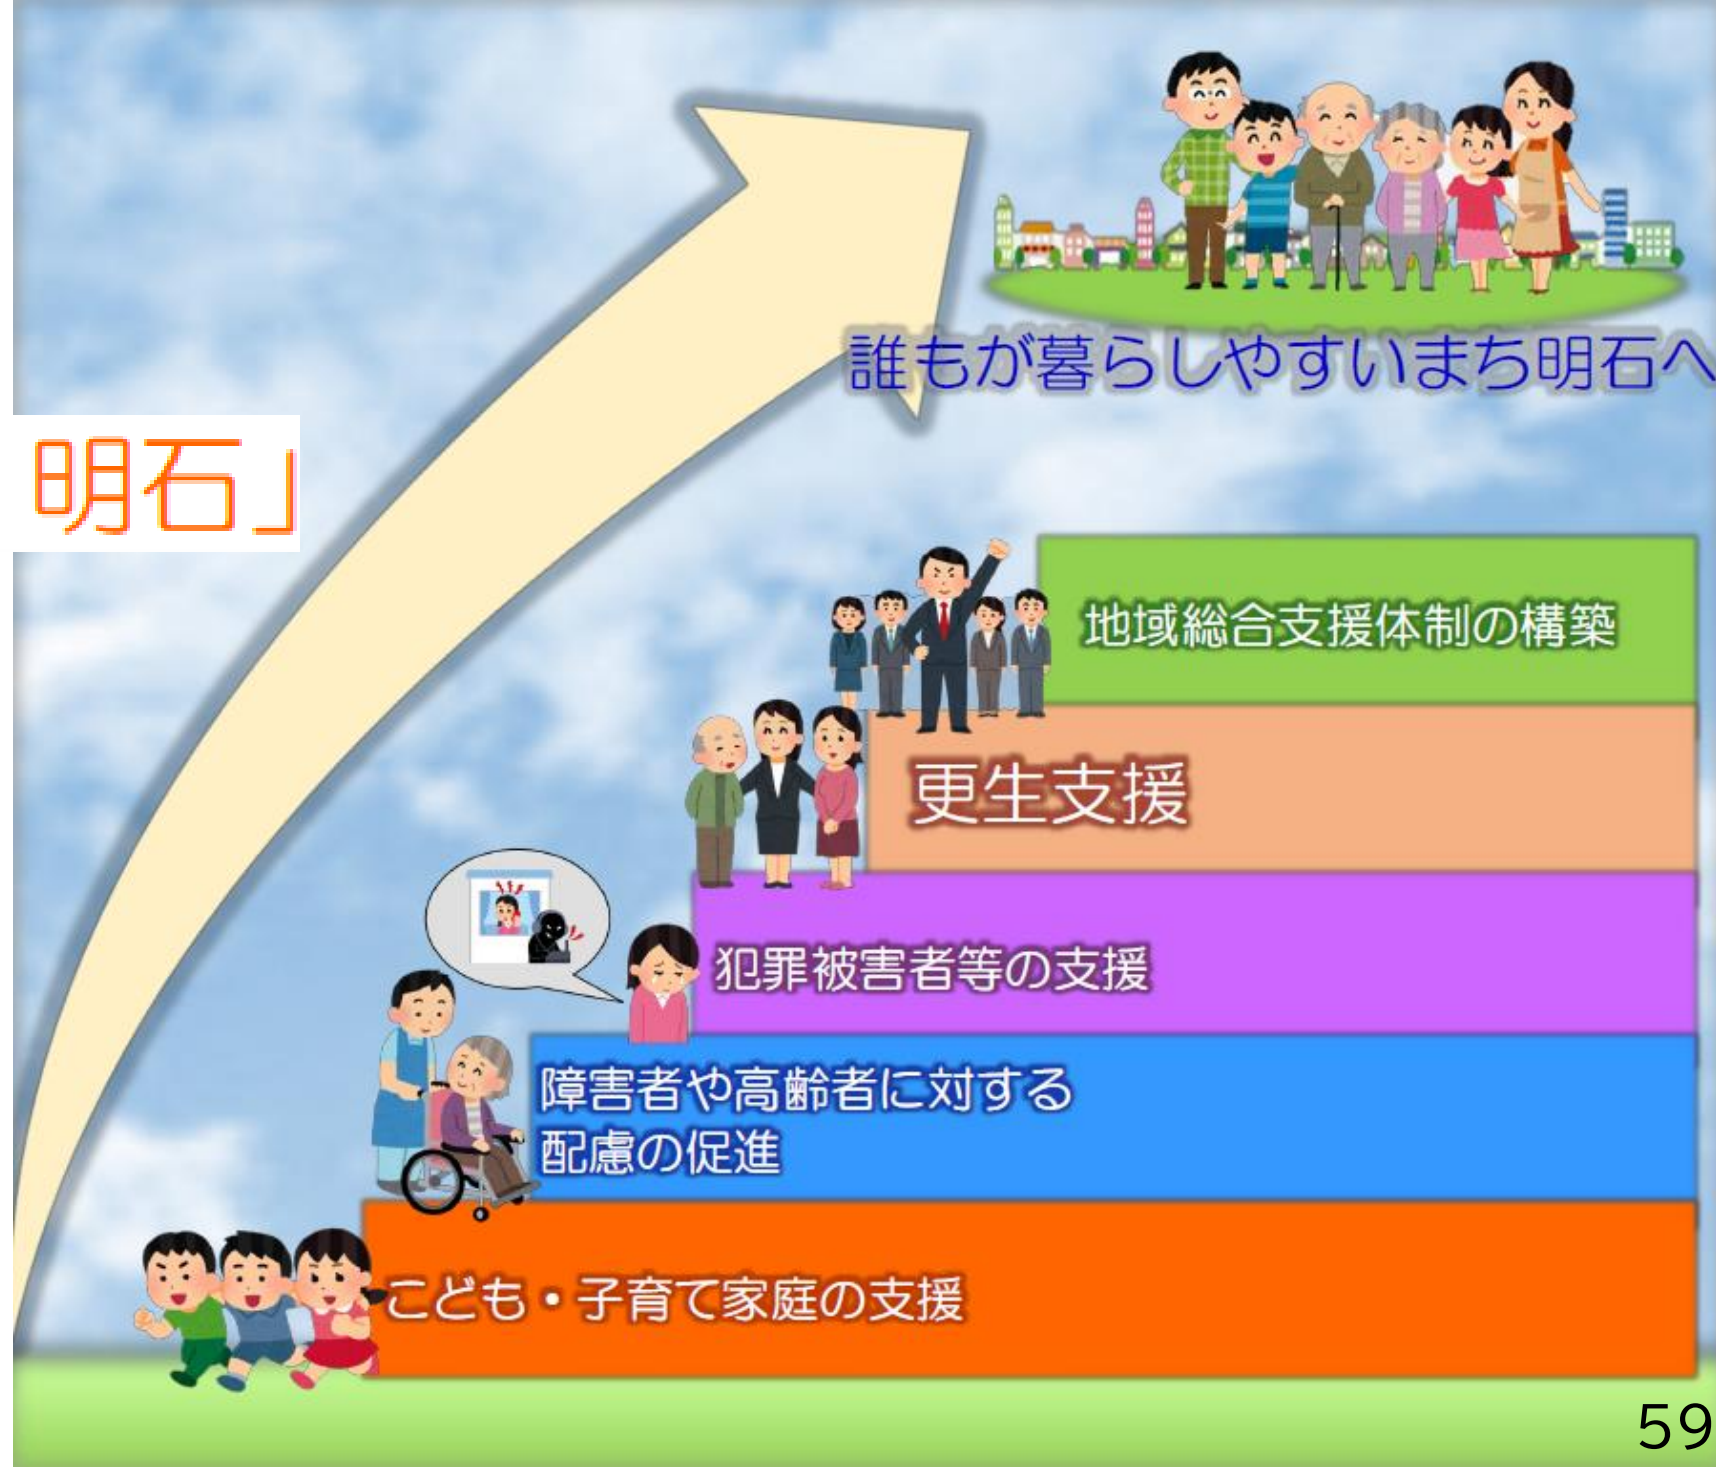 誰もが暮らしやすいまち明石へ
明石」
地域総合支援体制の構築
更生支援
犯罪被害者等の支援
障害者や高齢者に対する
配慮の促進
こども・子育て家庭の支援
59